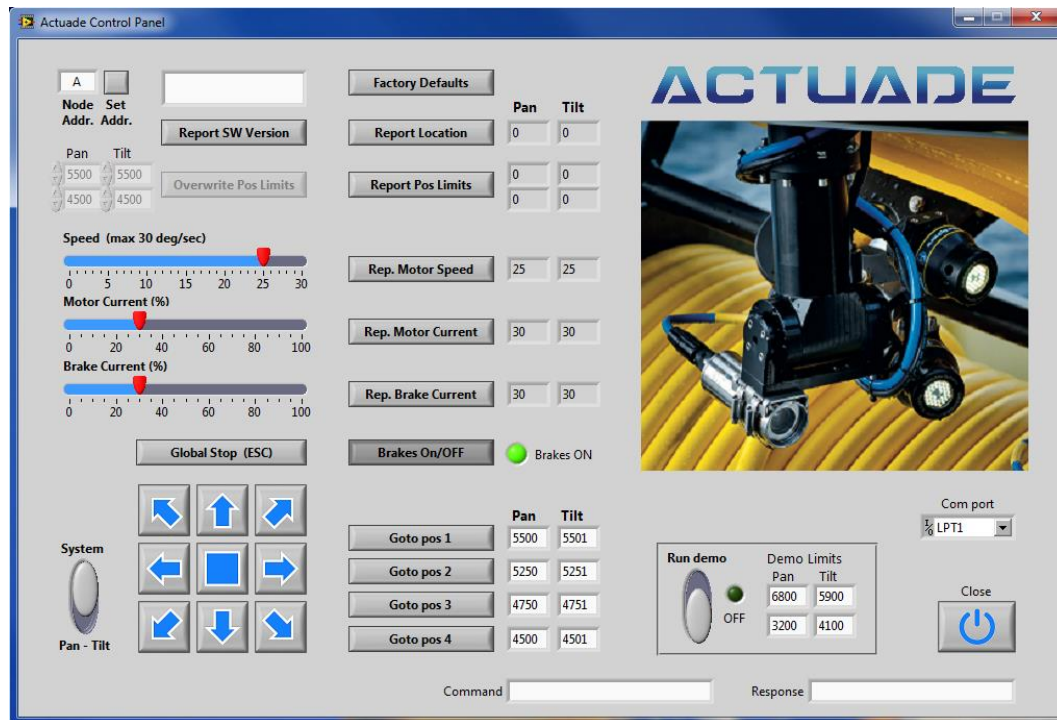 Actuade Control Panel
A
Node Set
Addr. Addr.
Report SW Version
Pan Tilt
5500 5500
4500 4500
Overwrite Pos Limits
Speed (max 30 deg/sec)
0 5 10 15 20 25 30
Motor Current (%)
0 20 40 60 80 100
Brake Current (%)
0 20 40 60 80 100
Global Stop (ESC)
System
Pan - Tilt
Factory Defaults
Pan Tilt
Report Location 0 0
Report Pos Limits 0 0
0 0
Rep. Motor Speed 25 25
Rep. Motor Current 30 30
Rep. Brake Current 30 30
Brakes On/OFF Brakes ON
Pan Tilt
Goto pos 1 5500 5501
Goto pos 2 5250 5251
Goto pos 3 4750 4751
Goto pos 4 4500 4501
ACTUADE
Com port
I/O LPT1
Run demo
OFF
Demo Limits
Pan Tilt
6800 5900
3200 4100
Close
Command
Response